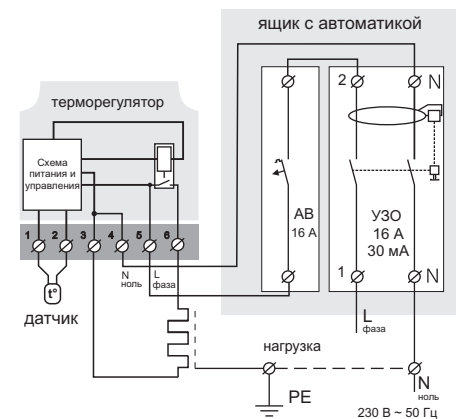 ящик с автоматикой
терморегулятор
Схема
питания и
управления
1 2 3 4 5 6
t°
датчик
N
ноль
L
фаза
2 N
АВ
16 А
УЗО
16 А
30 мА
1 N
L
фаза
нагрузка
PE
N
ноль
230 В ~ 50 Гц